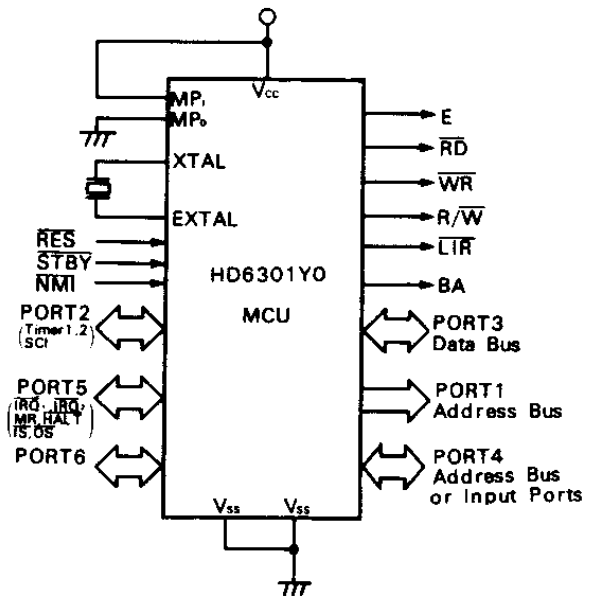 Vcc
MP₁
MP₀
XTAL
EXTAL
RES
STBY
NMI
HD6301Y0
MCU
PORT2
(Timer1,2
SCI)
PORT5
(IRQ₁, IRQ₂,
MR, HALT
IS, OS)
PORT6
E
RD
WR
R/W
LIR
BA
PORT3
Data Bus
PORT1
Address Bus
PORT4
Address Bus
or Input Ports
Vss
Vss